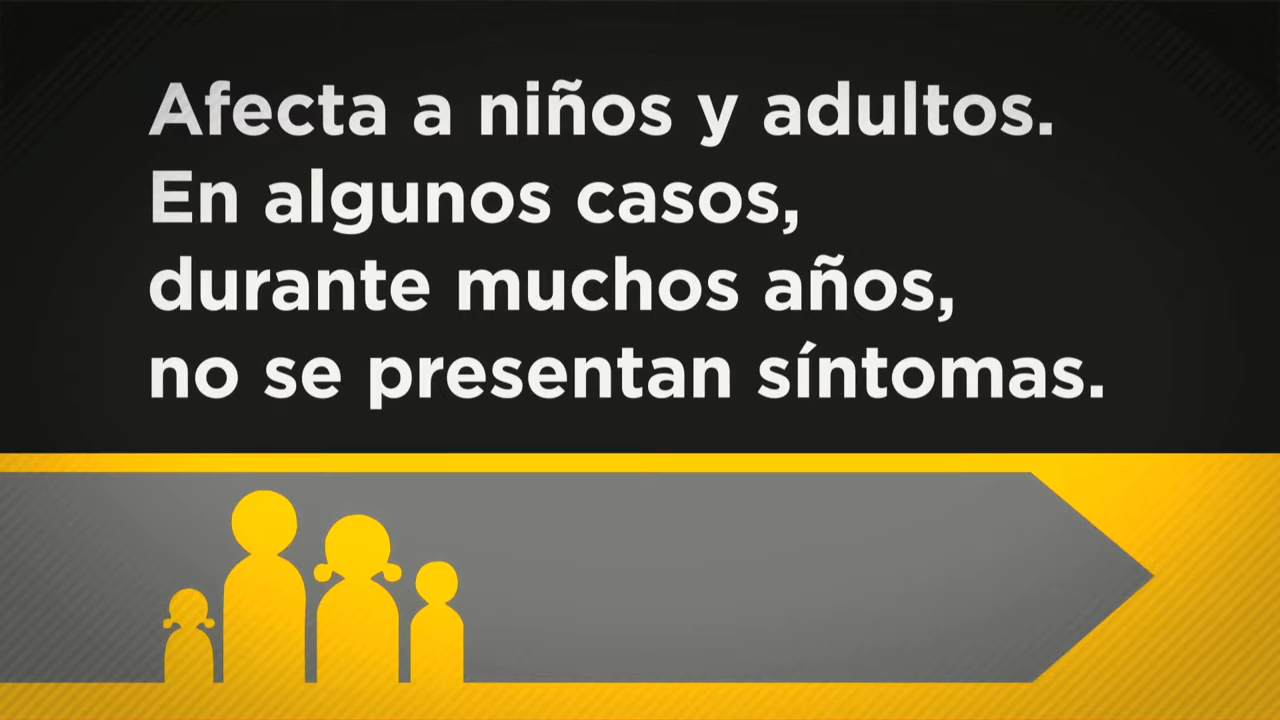 Afecta a niños y adultos.
En algunos casos,
durante muchos años,
no se presentan síntomas.